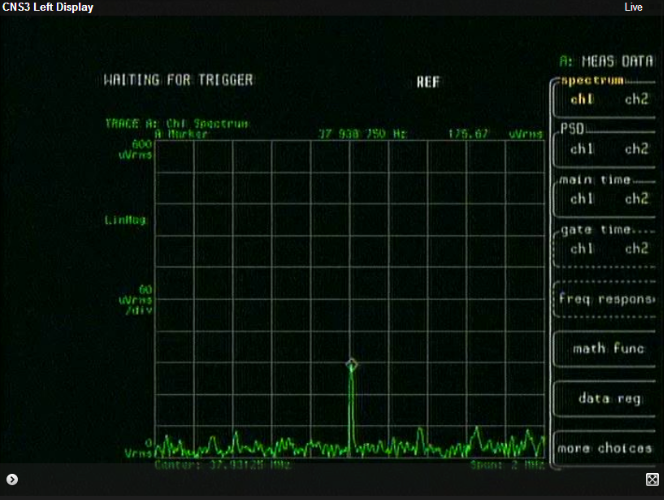 CNS3 Left Display
Live
A: MEAS DATA
WAITING FOR TRIGGER
REF
spectrum
ch1 ch2
TRACE A: Ch1 Spectrum
A Marker 37 938 750 Hz 175.67 uVrms
600
uVrms
PSD
ch1 ch2
main time
ch1 ch2
LinMag
gate time
ch1 ch2
60
uVrms
/div
freq respons
math func
data reg
0
Vrms
more choices
Center: 37.93125 MHz
Span: 2 MHz